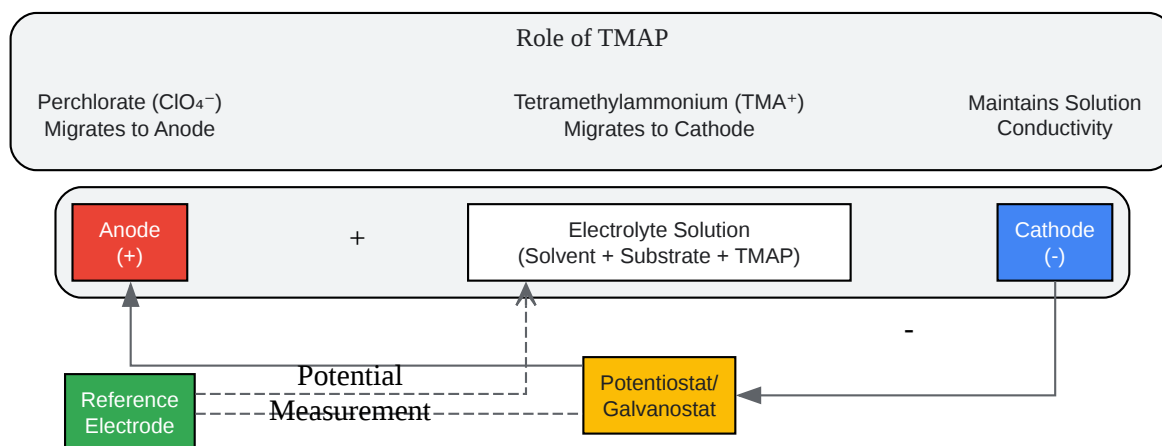 Role of TMAP
Perchlorate (ClO₄⁻)
Migrates to Anode
Tetramethylammonium (TMA⁺)
Migrates to Cathode
Maintains Solution
Conductivity
Anode
(+)
+
Electrolyte Solution
(Solvent + Substrate + TMAP)
Cathode
(-)
-
Potential
Measurement
Reference
Electrode
Potentiostat/
Galvanostat